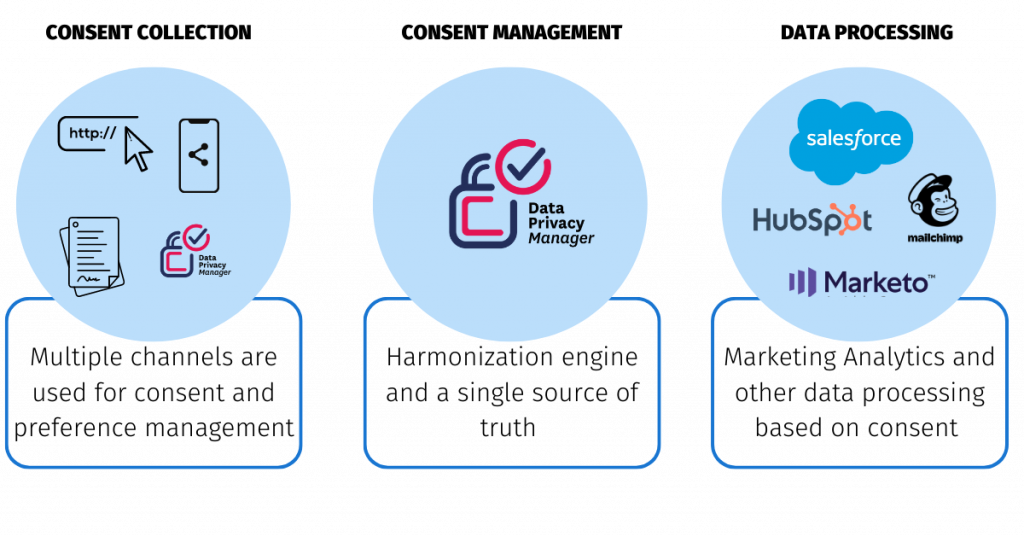 CONSENT COLLECTION
http://
Data
Privacy
Manager
Multiple channels are
used for consent and
preference management
CONSENT MANAGEMENT
Data
Privacy
Manager
Harmonization engine
and a single source of
truth
DATA PROCESSING
salesforce
HubSpot
mailchimp
Marketo™
Marketing Analytics and
other data processing
based on consent